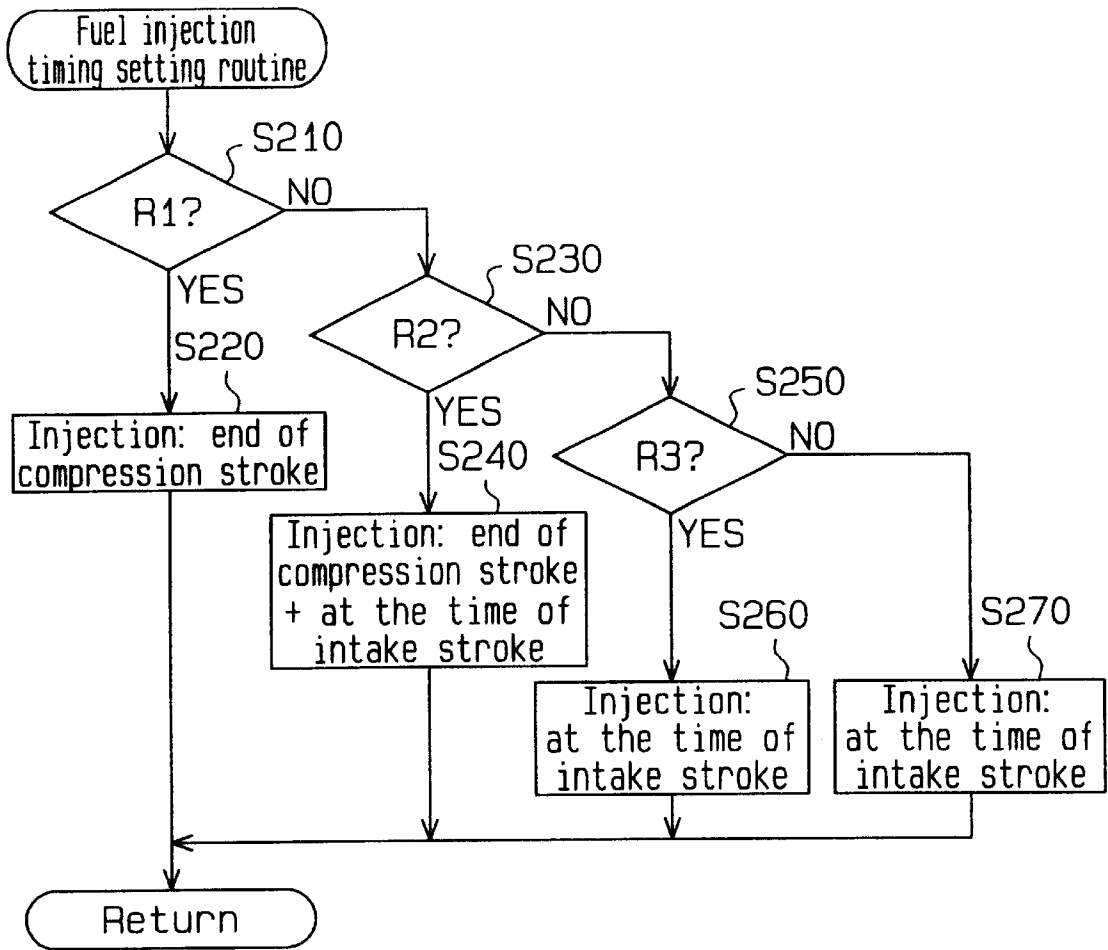 Fuel injection
timing setting routine
S210
R1?
NO
YES
S220
Injection: end of
compression stroke
S230
R2?
NO
YES
S240
Injection: end of
compression stroke
+ at the time of
intake stroke
S250
R3?
NO
YES
S260
Injection:
at the time of
intake stroke
S270
Injection:
at the time of
intake stroke
Return